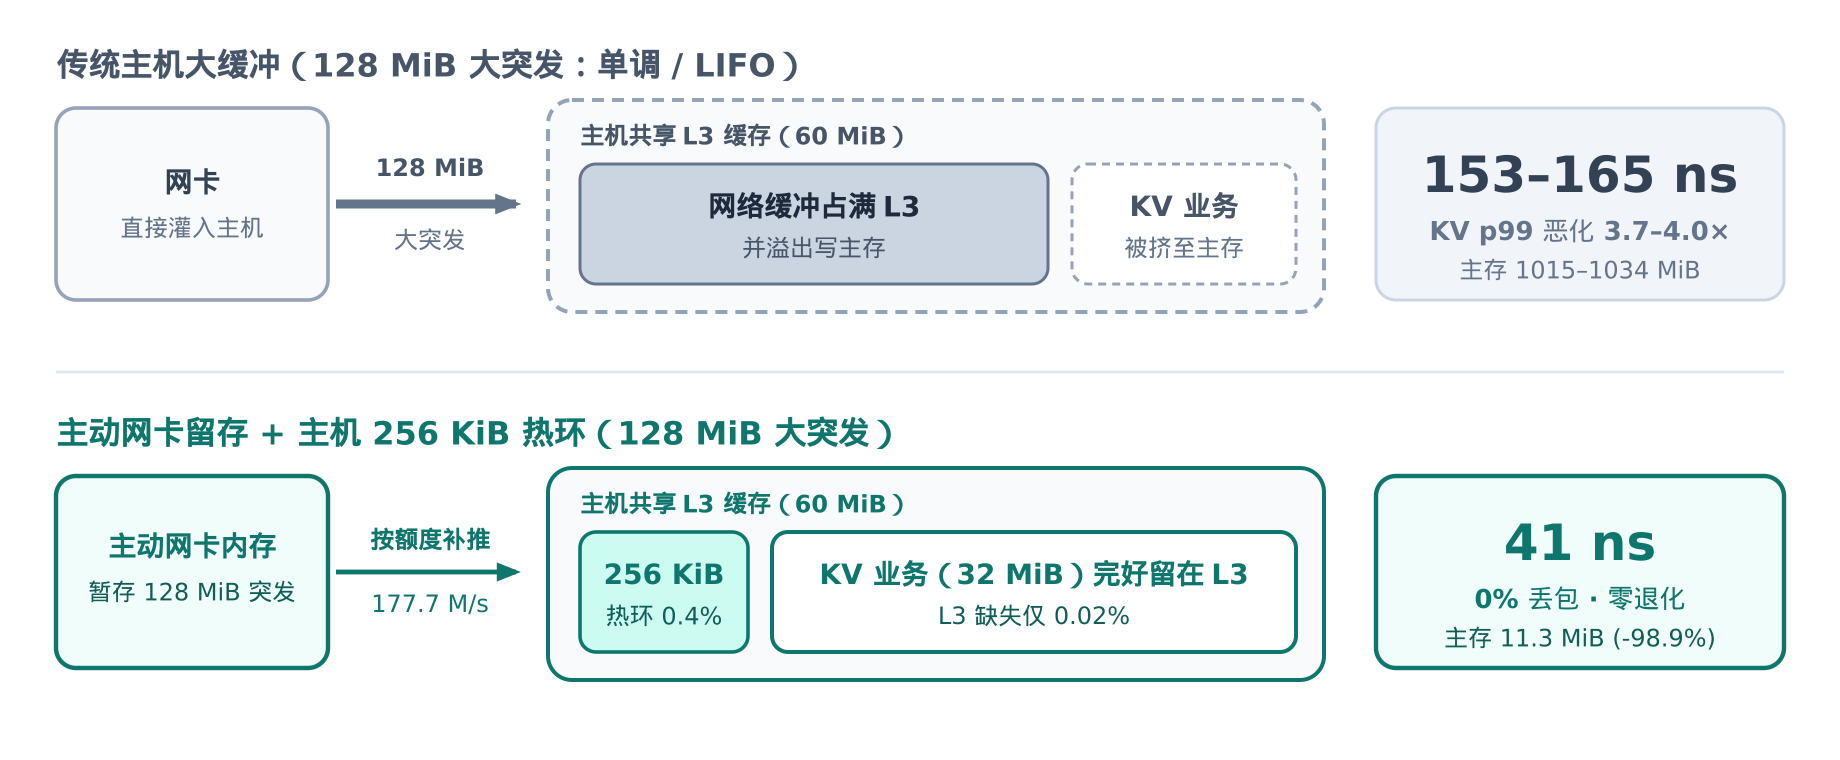 传统主机大缓冲（128 MiB 大突发：单调 / LIFO）
网卡
直接灌入主机
128 MiB
大突发
主机共享 L3 缓存（60 MiB）
网络缓冲占满 L3
并溢出写主存
KV 业务
被挤至主存
153–165 ns
KV p99 恶化 3.7–4.0×
主存 1015–1034 MiB
主动网卡留存 + 主机 256 KiB 热环（128 MiB 大突发）
主动网卡内存
暂存 128 MiB 突发
按额度补推
177.7 M/s
主机共享 L3 缓存（60 MiB）
256 KiB
热环 0.4%
KV 业务（32 MiB）完好留在 L3
L3 缺失仅 0.02%
41 ns
0% 丢包 · 零退化
主存 11.3 MiB (-98.9%)